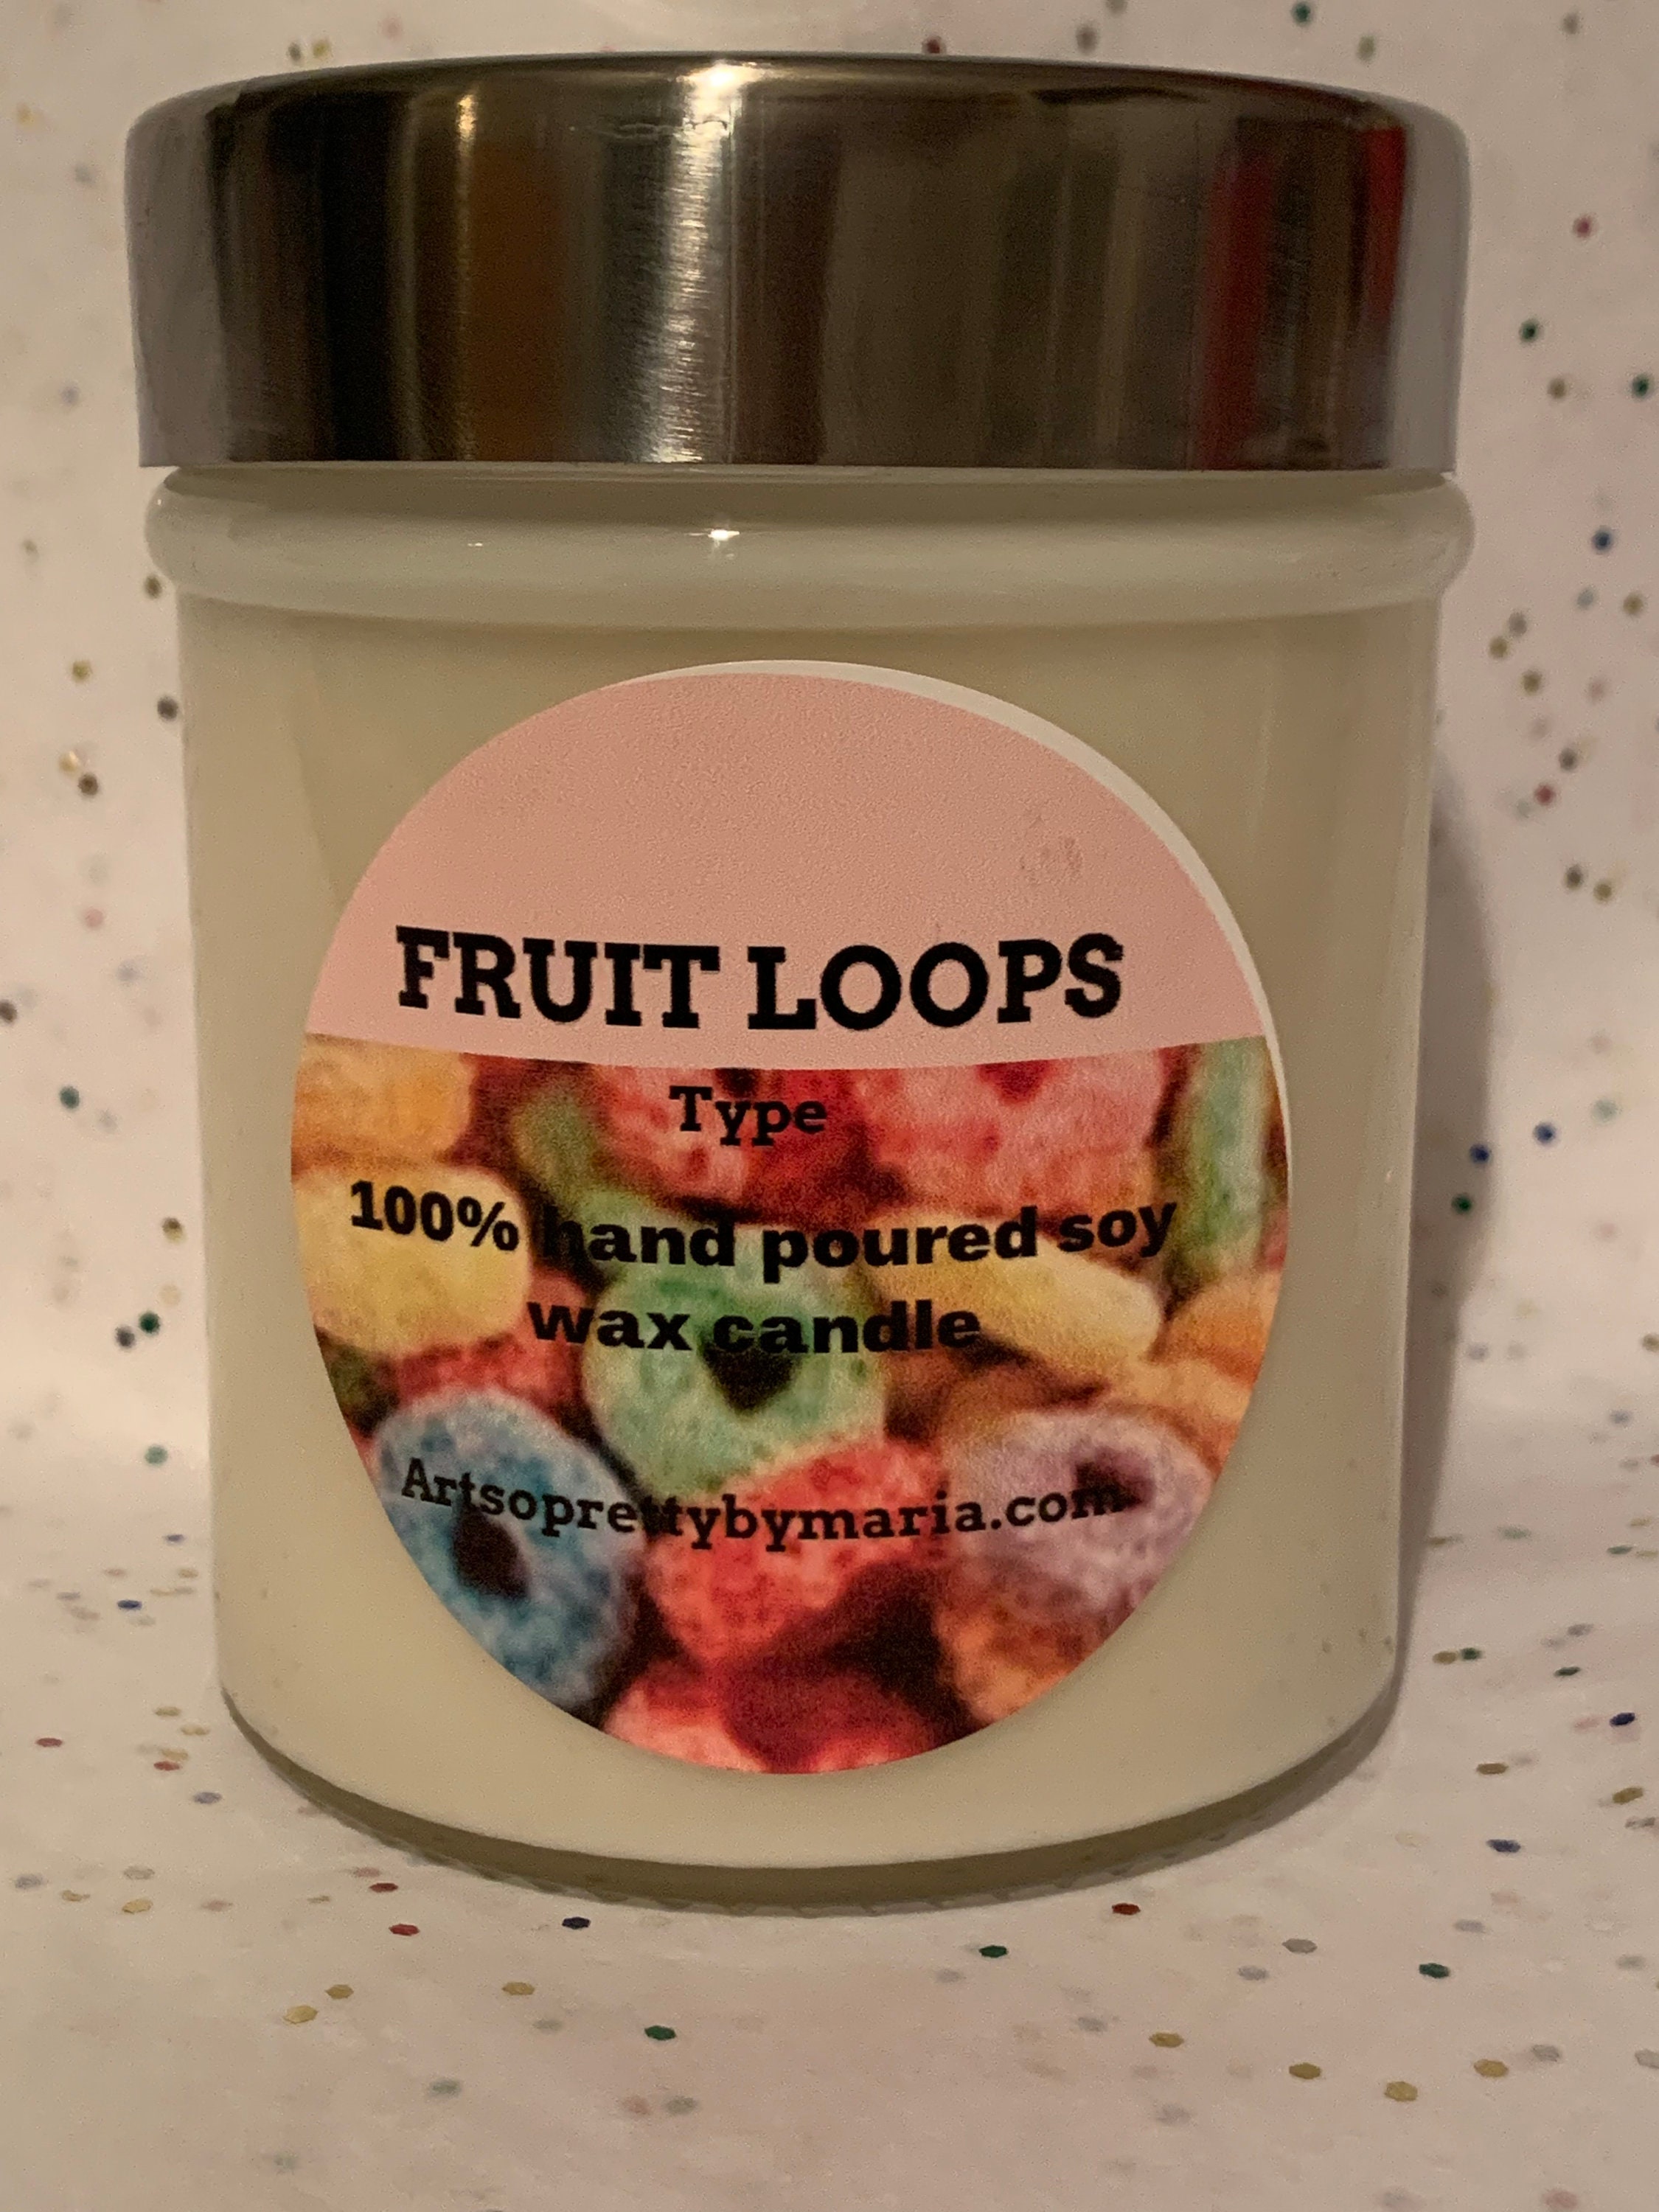 FRUIT LOOPS
Type
100% hand poured soy
wax candle
Artsoprettybymaria.com